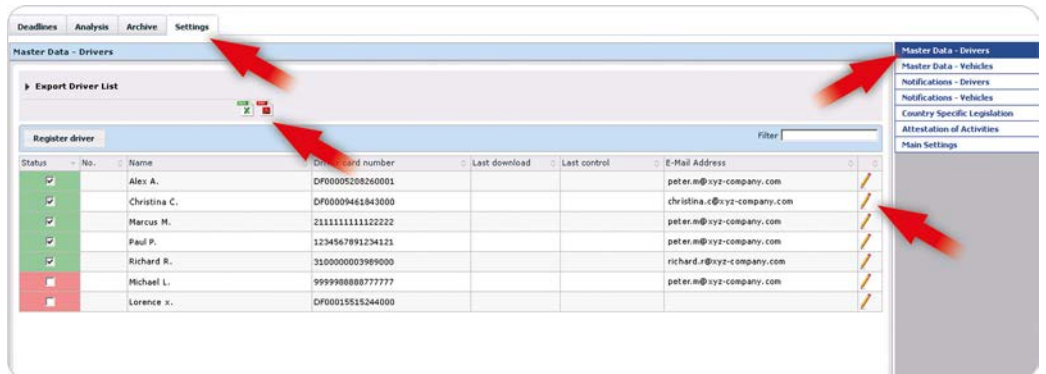 Deadlines Analysis Archive Settings
Master Data - Drivers
Export Driver List
Register driver
Filter
Status No. Name Driver card number Last download Last control E-Mail Address
Alex A. DF00005208260001 peter.m@xyz-company.com
Christina C. DF00009461843000 christina.c@xyz-company.com
Marcus M. 2111111111122222 peter.m@xyz-company.com
Paul P. 1234567891234121 peter.m@xyz-company.com
Richard R. 3100000003989000 richard.r@xyz-company.com
Michael L. 9999988888777777 peter.m@xyz-company.com
Lorence x. DF00015515244000
Master Data - Drivers
Master Data - Vehicles
Notifications - Drivers
Notifications - Vehicles
Country Specific Legislation
Attestation of Activities
Main Settings